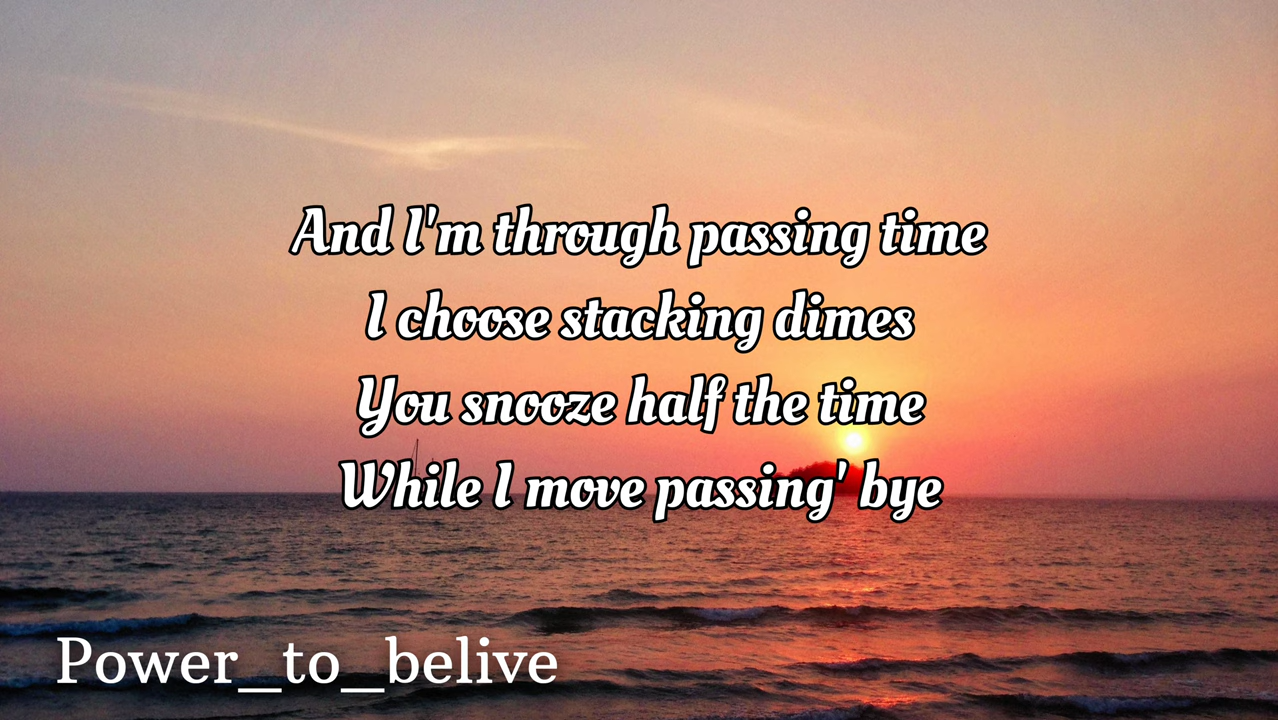 And I'm through passing time
I choose stacking dimes
You snooze half the time
While I move passing' bye
Power_to_belive